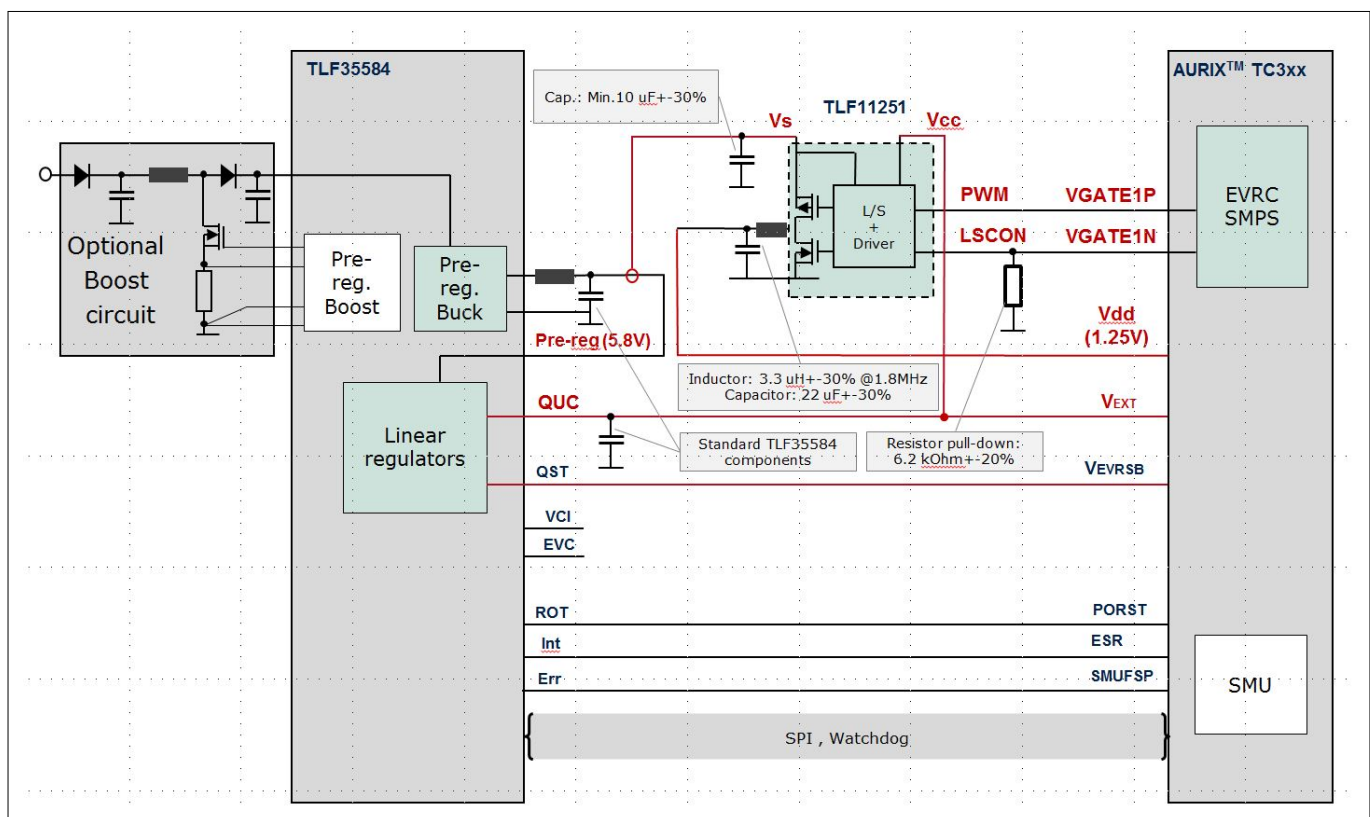 TLF35584
AURIX™ TC3xx
Cap.: Min.10 uF+-30%
TLF11251
Vs
Vcc
Optional
Boost
circuit
Pre-
reg.
Boost
Pre-
reg.
Buck
L/S
+
Driver
PWM
VGATE1P
LSCON
VGATE1N
EVRC
SMPS
Pre-reg (5.8V)
Vdd
(1.25V)
Inductor: 3.3 uH+-30% @1.8MHz
Capacitor: 22 uF+-30%
Linear
regulators
QUC
VEXT
Standard TLF35584
components
Resistor pull-down:
6.2 kOhm+-20%
QST
VEVRSB
VCI
EVC
ROT
PORST
Int
ESR
Err
SMUFSP
SMU
SPI , Watchdog